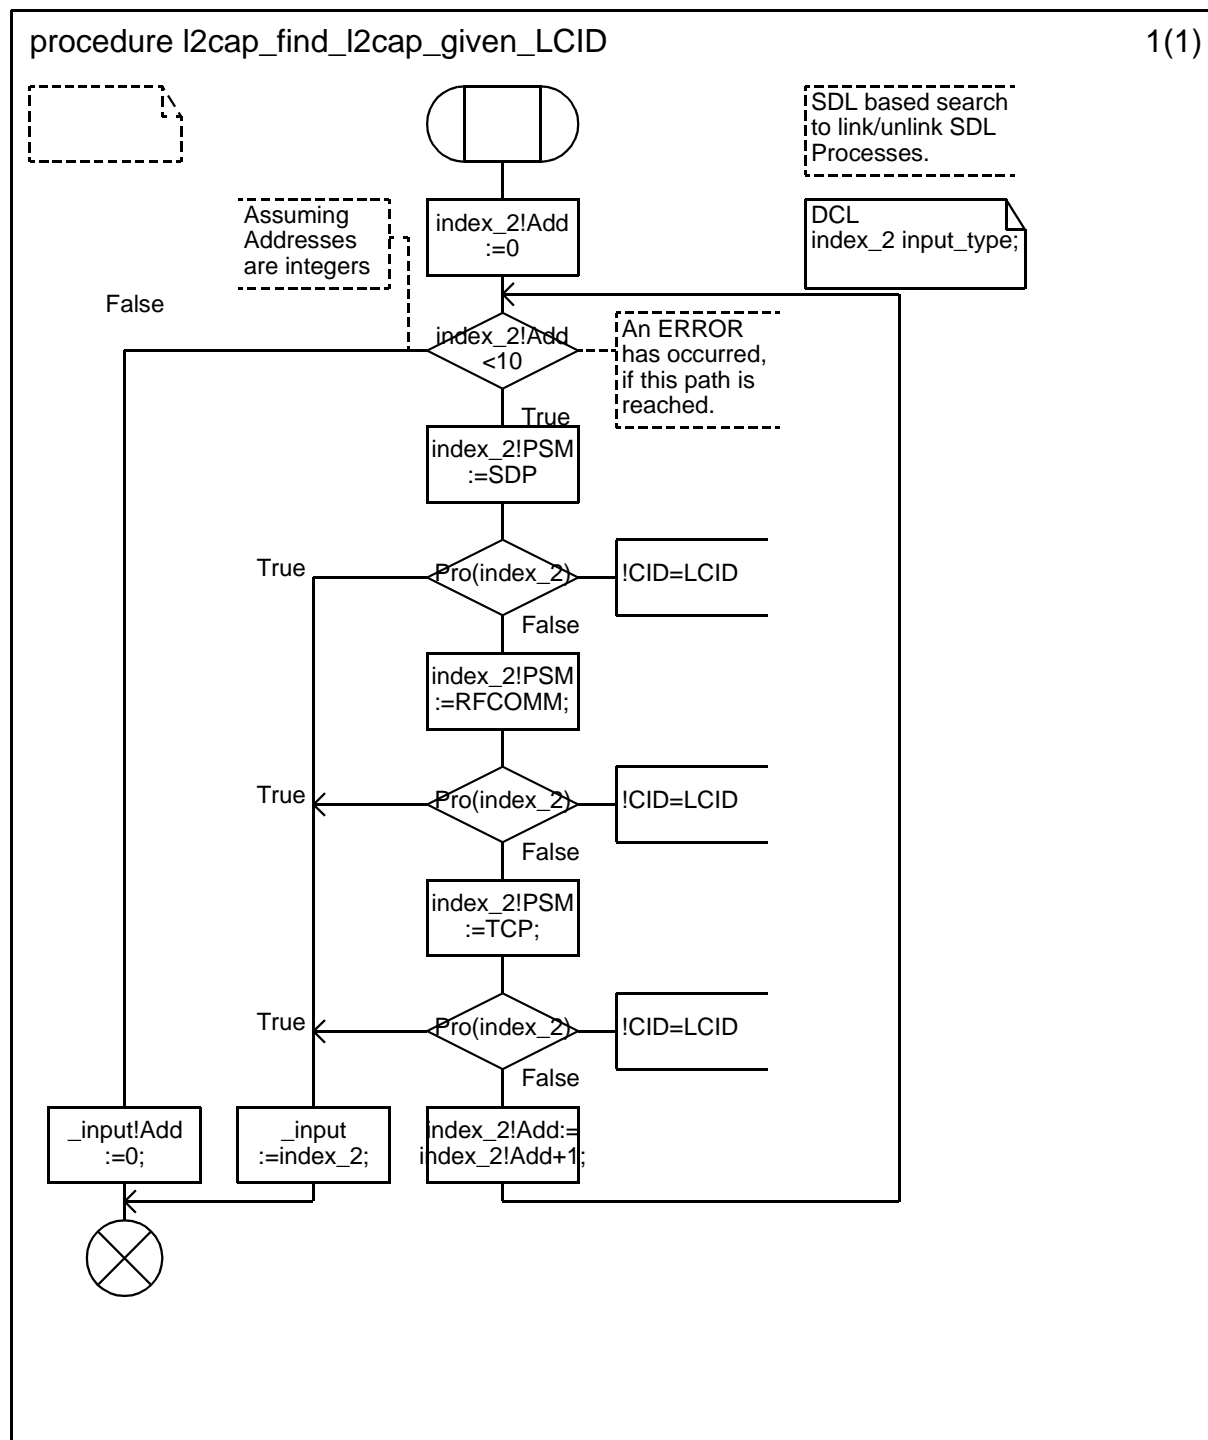 procedure l2cap_find_l2cap_given_LCID
1(1)
SDL based search
to link/unlink SDL
Processes.
Assuming
Addresses
are integers
index_2!Add
:=0
DCL
index_2 input_type;
False
index_2!Add
<10
An ERROR
has occurred,
if this path is
reached.
True
index_2!PSM
:=SDP
True
Pro(index_2)
!CID=LCID
False
index_2!PSM
:=RFCOMM;
True
Pro(index_2)
!CID=LCID
False
index_2!PSM
:=TCP;
True
Pro(index_2)
!CID=LCID
False
_input!Add
:=0;
_input
:=index_2;
index_2!Add:=
index_2!Add+1;